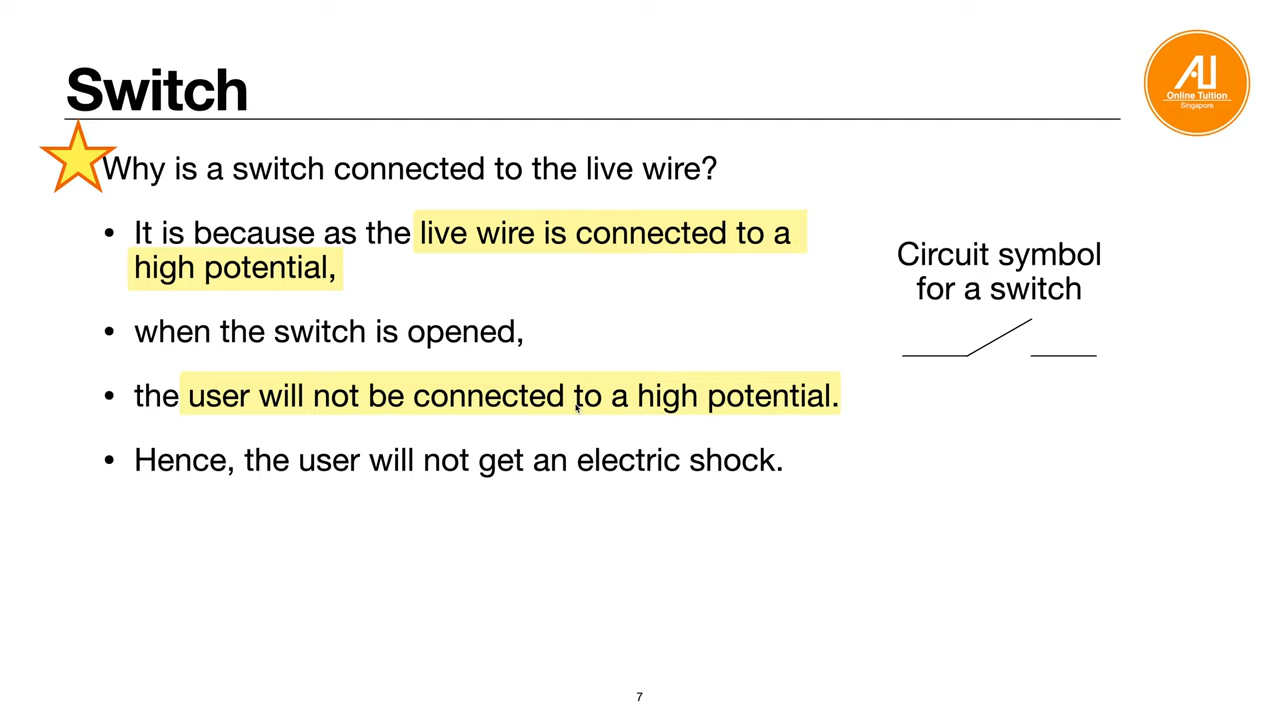 Switch
AU
Online Tuition
Singapore
Why is a switch connected to the live wire?
• It is because as the live wire is connected to a
high potential,
• when the switch is opened,
• the user will not be connected to a high potential.
• Hence, the user will not get an electric shock.
Circuit symbol
for a switch
7